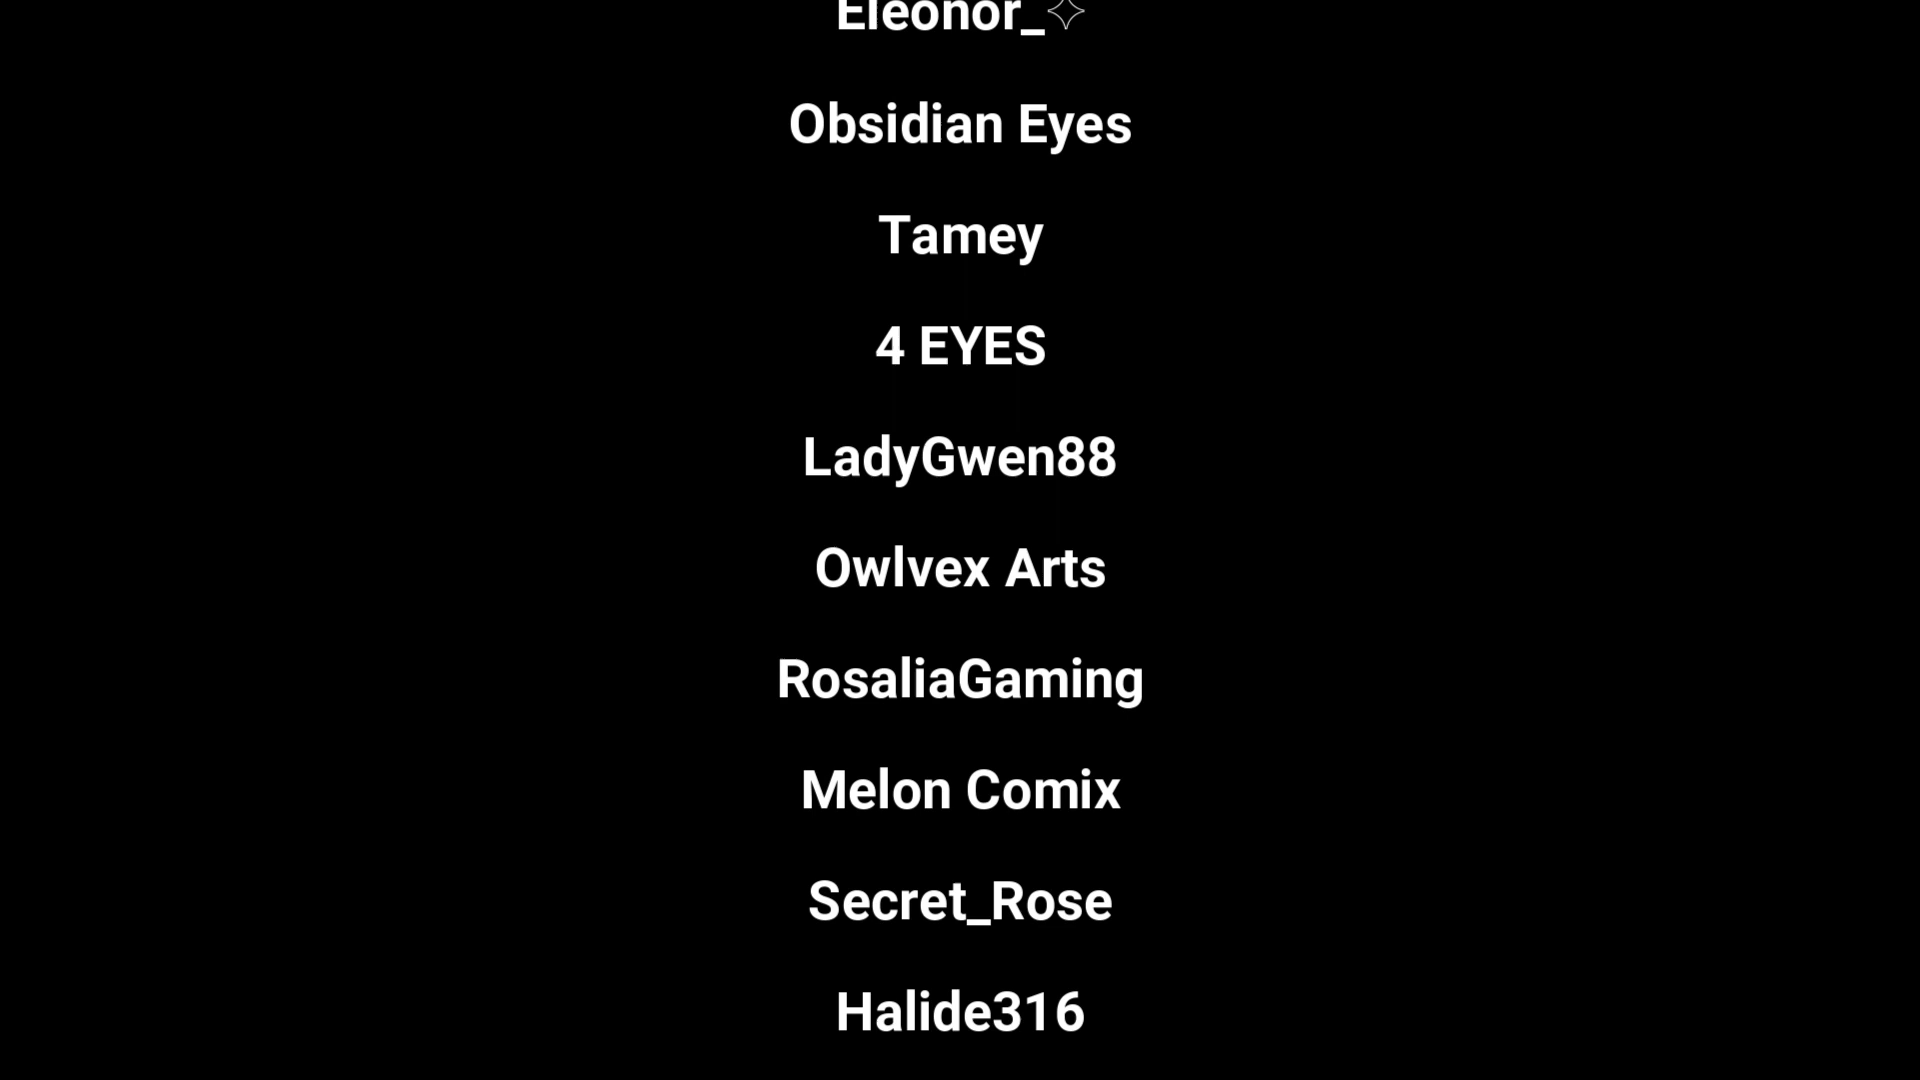 Eleonor_✧
Obsidian Eyes
Tamey
4 EYES
LadyGwen88
Owlvex Arts
RosaliaGaming
Melon Comix
Secret_Rose
Halide316